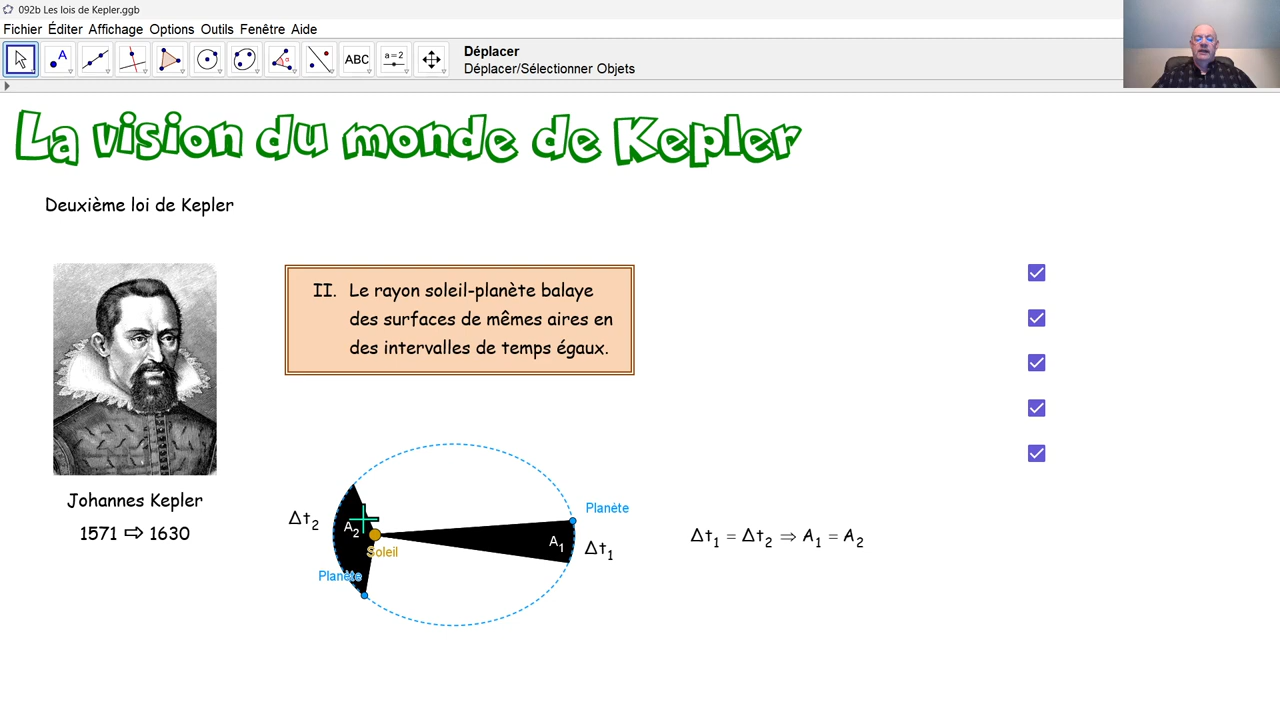 092b Les lois de Kepler.ggb
Fichier Éditer Affichage Options Outils Fenêtre Aide
A
ABC
a=2
Déplacer
Déplacer/Sélectionner Objets
La vision du monde de Kepler
Deuxième loi de Kepler
II. Le rayon soleil-planète balaye
des surfaces de mêmes aires en
des intervalles de temps égaux.
Johannes Kepler
1571 ⇨ 1630
Δt₂
A₂
Soleil
Planète
Planète
A₁
Δt₁
Δt₁ = Δt₂ ⇒ A₁ = A₂